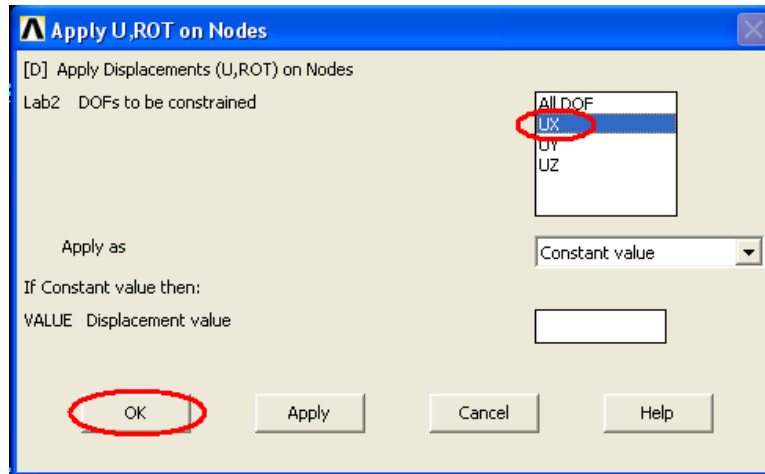 Apply U,ROT on Nodes
[D] Apply Displacements (U,ROT) on Nodes
Lab2 DOFs to be constrained
All DOF
UX
UY
UZ
Apply as
Constant value
If Constant value then:
VALUE Displacement value
OK
Apply
Cancel
Help